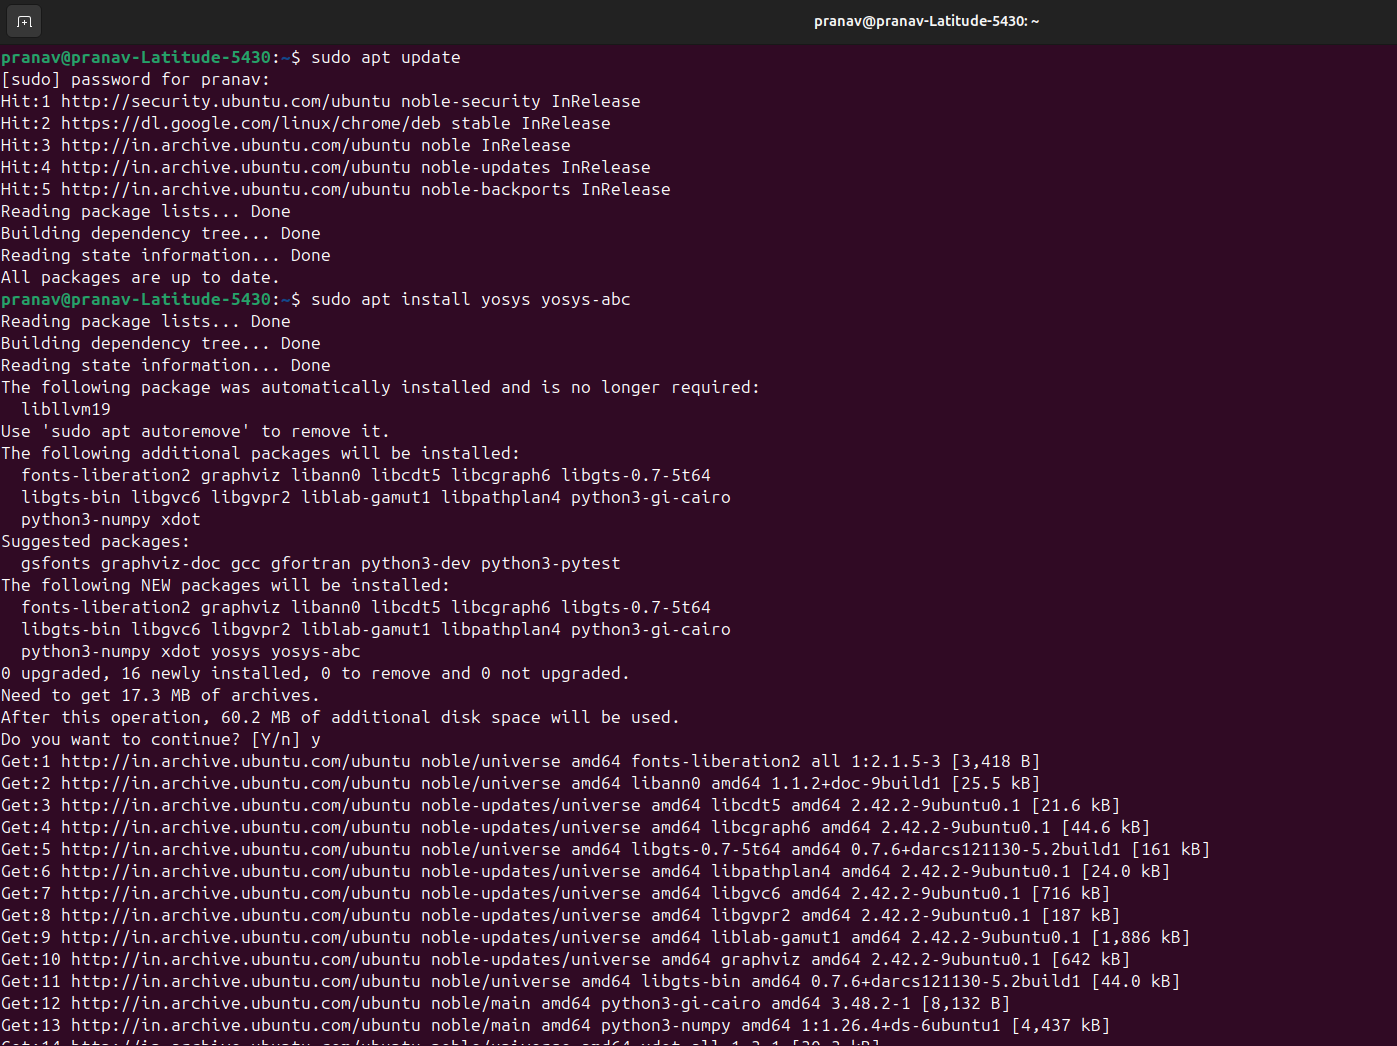 pranav@pranav-Latitude-5430: ~
pranav@pranav-Latitude-5430:~$ sudo apt update
[sudo] password for pranav:
Hit:1 http://security.ubuntu.com/ubuntu noble-security InRelease
Hit:2 https://dl.google.com/linux/chrome/deb stable InRelease
Hit:3 http://in.archive.ubuntu.com/ubuntu noble InRelease
Hit:4 http://in.archive.ubuntu.com/ubuntu noble-updates InRelease
Hit:5 http://in.archive.ubuntu.com/ubuntu noble-backports InRelease
Reading package lists... Done
Building dependency tree... Done
Reading state information... Done
All packages are up to date.
pranav@pranav-Latitude-5430:~$ sudo apt install yosys yosys-abc
Reading package lists... Done
Building dependency tree... Done
Reading state information... Done
The following package was automatically installed and is no longer required:
  libllvm19
Use 'sudo apt autoremove' to remove it.
The following additional packages will be installed:
  fonts-liberation2 graphviz libann0 libcdt5 libcgraph6 libgts-0.7-5t64
  libgts-bin libgvc6 libgvpr2 liblab-gamut1 libpathplan4 python3-gi-cairo
  python3-numpy xdot
Suggested packages:
  gsfonts graphviz-doc gcc gfortran python3-dev python3-pytest
The following NEW packages will be installed:
  fonts-liberation2 graphviz libann0 libcdt5 libcgraph6 libgts-0.7-5t64
  libgts-bin libgvc6 libgvpr2 liblab-gamut1 libpathplan4 python3-gi-cairo
  python3-numpy xdot yosys yosys-abc
0 upgraded, 16 newly installed, 0 to remove and 0 not upgraded.
Need to get 17.3 MB of archives.
After this operation, 60.2 MB of additional disk space will be used.
Do you want to continue? [Y/n] y
Get:1 http://in.archive.ubuntu.com/ubuntu noble/universe amd64 fonts-liberation2 all 1:2.1.5-3 [3,418 B]
Get:2 http://in.archive.ubuntu.com/ubuntu noble/universe amd64 libann0 amd64 1.1.2+doc-9build1 [25.5 kB]
Get:3 http://in.archive.ubuntu.com/ubuntu noble-updates/universe amd64 libcdt5 amd64 2.42.2-9ubuntu0.1 [21.6 kB]
Get:4 http://in.archive.ubuntu.com/ubuntu noble-updates/universe amd64 libcgraph6 amd64 2.42.2-9ubuntu0.1 [44.6 kB]
Get:5 http://in.archive.ubuntu.com/ubuntu noble/universe amd64 libgts-0.7-5t64 amd64 0.7.6+darcs121130-5.2build1 [161 kB]
Get:6 http://in.archive.ubuntu.com/ubuntu noble-updates/universe amd64 libpathplan4 amd64 2.42.2-9ubuntu0.1 [24.0 kB]
Get:7 http://in.archive.ubuntu.com/ubuntu noble-updates/universe amd64 libgvc6 amd64 2.42.2-9ubuntu0.1 [716 kB]
Get:8 http://in.archive.ubuntu.com/ubuntu noble-updates/universe amd64 libgvpr2 amd64 2.42.2-9ubuntu0.1 [187 kB]
Get:9 http://in.archive.ubuntu.com/ubuntu noble-updates/universe amd64 liblab-gamut1 amd64 2.42.2-9ubuntu0.1 [1,886 kB]
Get:10 http://in.archive.ubuntu.com/ubuntu noble-updates/universe amd64 graphviz amd64 2.42.2-9ubuntu0.1 [642 kB]
Get:11 http://in.archive.ubuntu.com/ubuntu noble/universe amd64 libgts-bin amd64 0.7.6+darcs121130-5.2build1 [44.0 kB]
Get:12 http://in.archive.ubuntu.com/ubuntu noble/main amd64 python3-gi-cairo amd64 3.48.2-1 [8,132 B]
Get:13 http://in.archive.ubuntu.com/ubuntu noble/main amd64 python3-numpy amd64 1:1.26.4+ds-6ubuntu1 [4,437 kB]